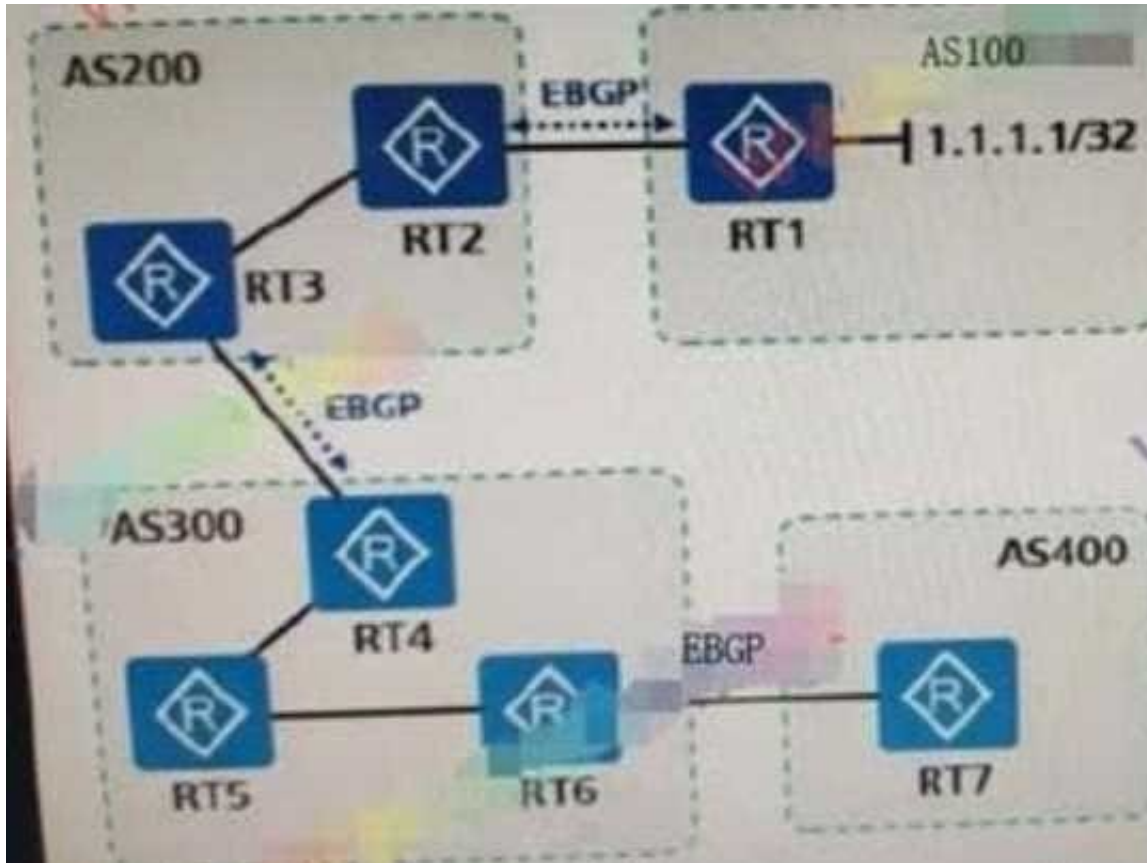 AS200
AS100
EBGP
R
R
1.1.1.1/32
RT2
RT1
R
RT3
EBGP
AS300
R
AS400
RT4
EBGP
R
R
R
RT5
RT6
RT7